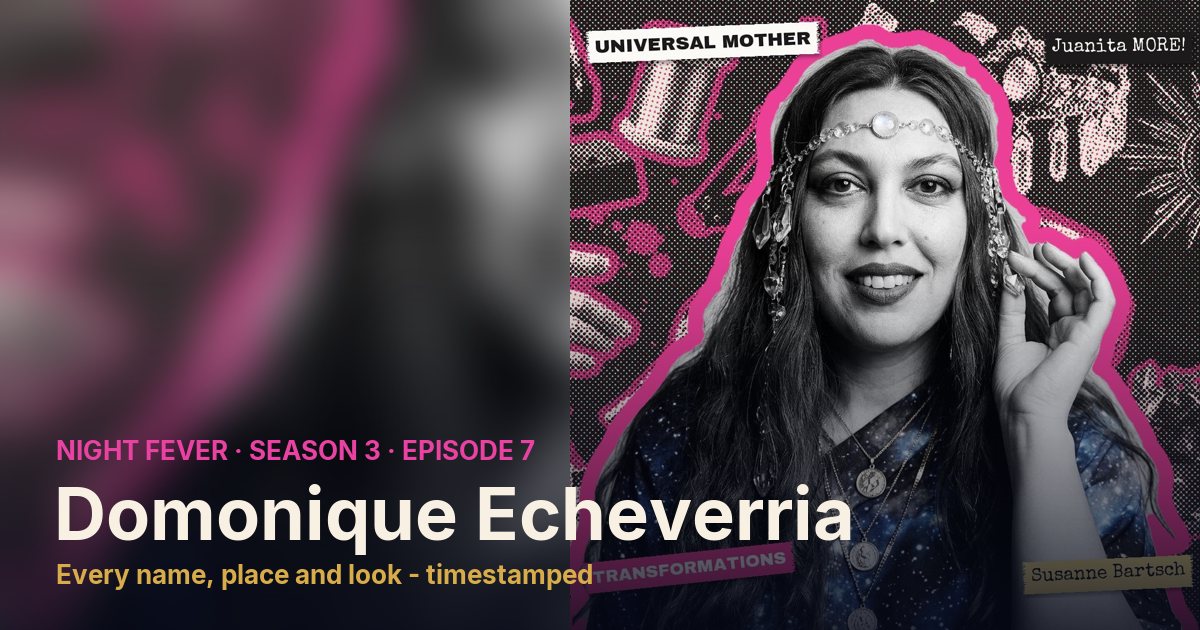 UNIVERSAL MOTHER
Juanita MORE!
NIGHT FEVER · SEASON 3 · EPISODE 7
Domonique Echeverria
Every name, place and look - timestamped
TRANSFORMATIONS
Susanne Bartsch